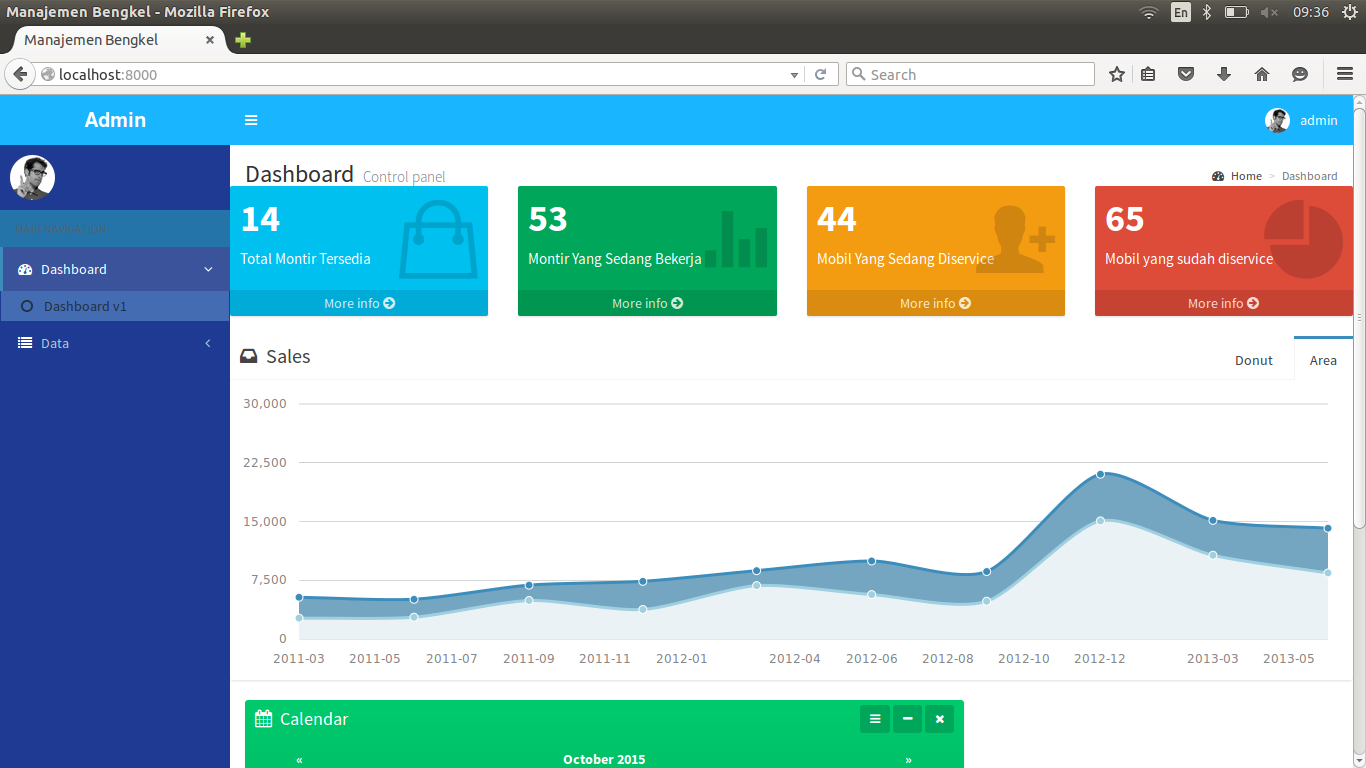 Manajemen Bengkel - Mozilla Firefox
En
09:36
Manajemen Bengkel
localhost:8000
Search
Admin
admin
Dashboard Control panel
Home > Dashboard
MAIN NAVIGATION
Dashboard
Dashboard v1
Data
14
Total Montir Tersedia
More info
53
Montir Yang Sedang Bekerja
More info
44
Mobil Yang Sedang Diservice
More info
65
Mobil yang sudah diservice
More info
Sales
Donut
Area
30,000
22,500
15,000
7,500
0
2011-03 2011-05 2011-07 2011-09 2011-11 2012-01 2012-04 2012-06 2012-08 2012-10 2012-12 2013-03 2013-05
Calendar
« October 2015 »